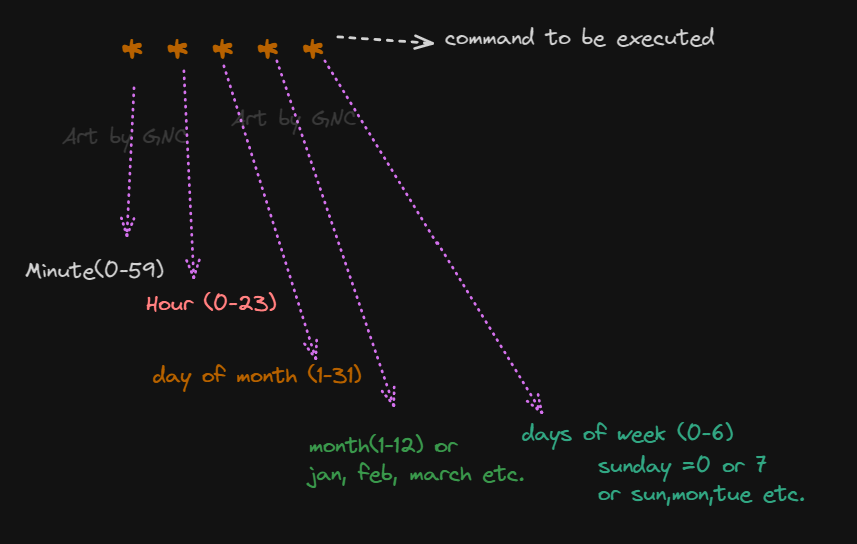 * * * * * command to be executed
Art by GNC
Art by GNC
Minute(0-59)
Hour (0-23)
day of month (1-31)
month(1-12) or
jan, feb, march etc.
days of week (0-6)
sunday =0 or 7
or sun,mon,tue etc.